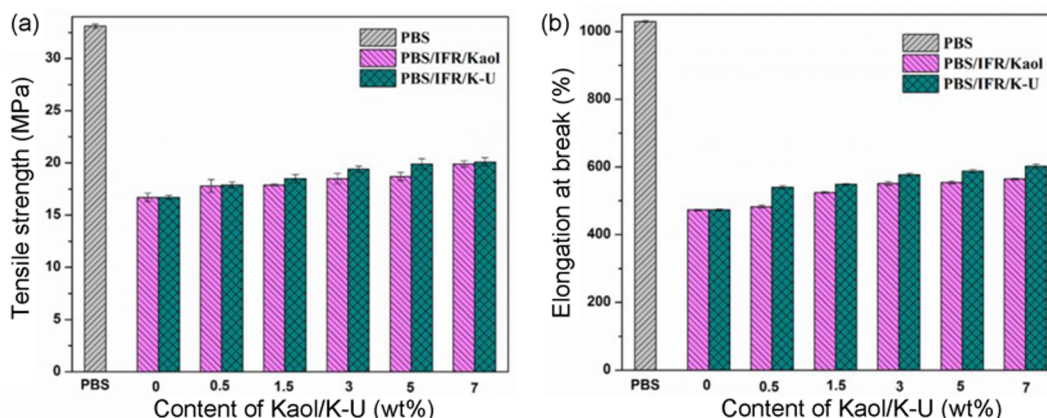 (a)
Tensile strength (MPa)
30
25
20
15
10
5
0
PBS
PBS/IFR/Kaol
PBS/IFR/K-U
PBS 0 0.5 1.5 3 5 7
Content of Kaol/K-U (wt%)
(b)
Elongation at break (%)
1000
800
600
400
200
0
PBS
PBS/IFR/Kaol
PBS/IFR/K-U
PBS 0 0.5 1.5 3 5 7
Content of Kaol/K-U (wt%)